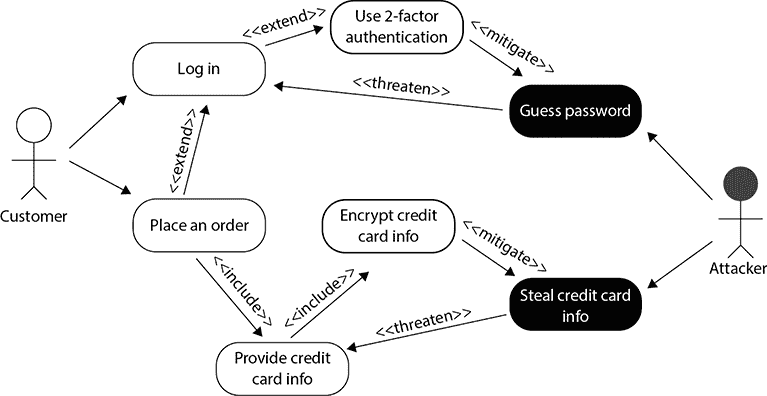 Use 2-factor
authentication
<<extend>>
<<mitigate>>
Log in
<<threaten>>
Guess password
<<extend>>
Customer
Place an order
Encrypt credit
card info
<<mitigate>>
Attacker
<<include>>
<<include>>
Steal credit card
info
<<threaten>>
Provide credit
card info